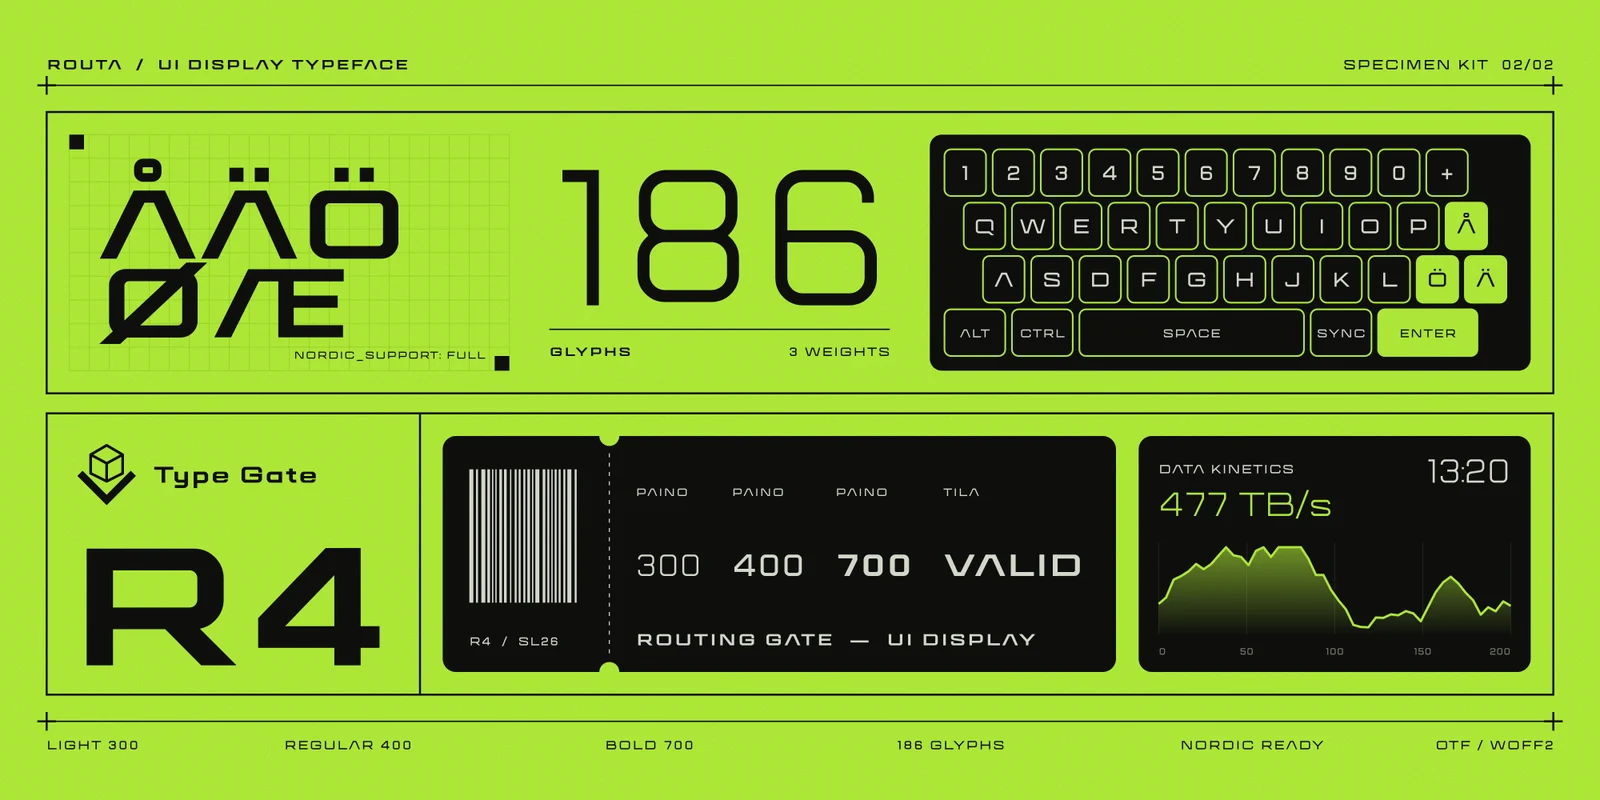 ROUTA / UI DISPLAY TYPEFACE
SPECIMEN KIT 02/02
ÅÄÖ
ØÆ
NORDIC_SUPPORT: FULL
186
GLYPHS
3 WEIGHTS
1 2 3 4 5 6 7 8 9 0 +
Q W E R T Y U I O P Å
A S D F G H J K L Ö Ä
ALT CTRL SPACE SYNC ENTER
Type Gate
R4
R4 / SL26
PAINO PAINO PAINO TILA
300 400 700 VALID
ROUTING GATE — UI DISPLAY
DATA KINETICS
13:20
477 TB/s
0 50 100 150 200
LIGHT 300
REGULAR 400
BOLD 700
186 GLYPHS
NORDIC READY
OTF / WOFF2